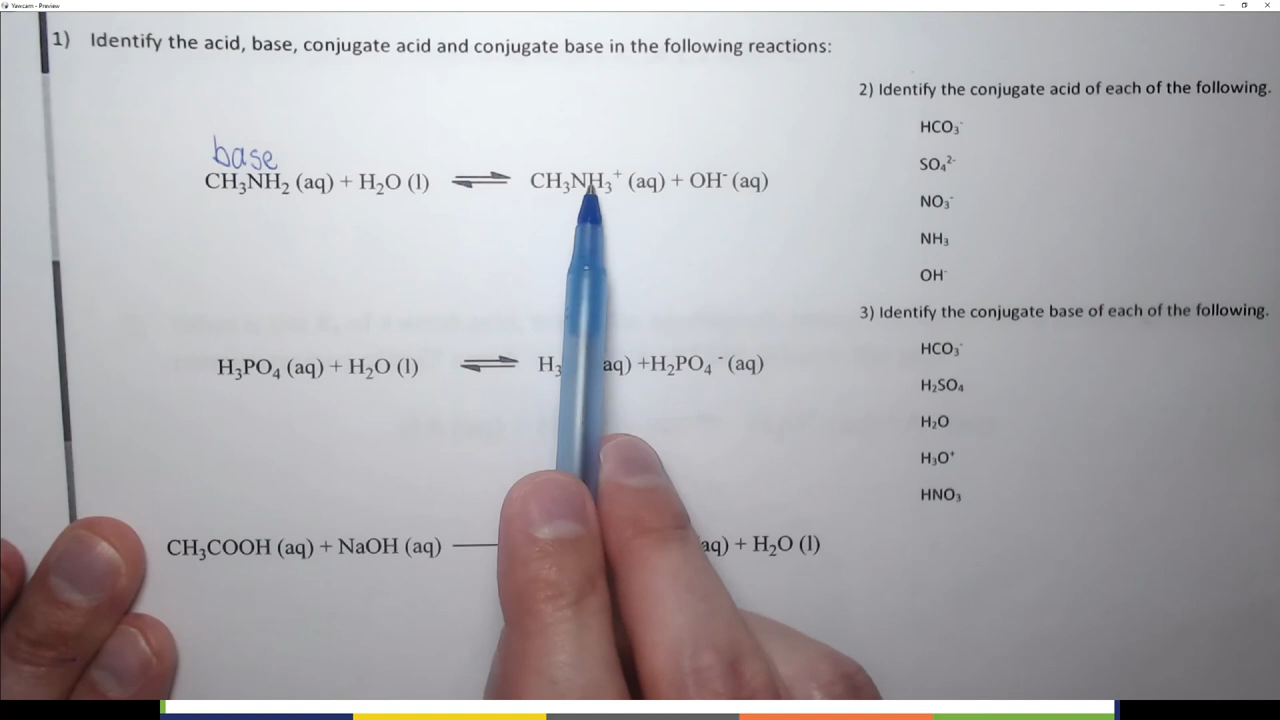 Yawcam - Preview
1) Identify the acid, base, conjugate acid and conjugate base in the following reactions:
base
CH₃NH₂ (aq) + H₂O (l) ⇌ CH₃NH₃⁺ (aq) + OH⁻ (aq)
H₃PO₄ (aq) + H₂O (l) ⇌ H₃ aq) +H₂PO₄ ⁻ (aq)
CH₃COOH (aq) + NaOH (aq) aq) + H₂O (l)
2) Identify the conjugate acid of each of the following.
HCO₃⁻
SO₄²⁻
NO₃⁻
NH₃
OH⁻
3) Identify the conjugate base of each of the following.
HCO₃⁻
H₂SO₄
H₂O
H₃O⁺
HNO₃